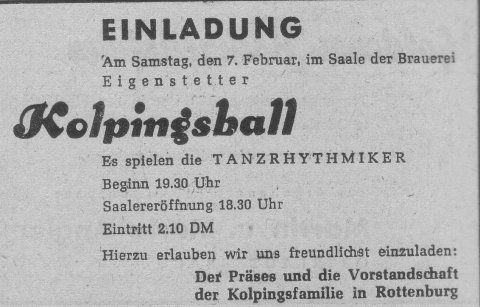 EINLADUNG
Am Samstag, den 7. Februar, im Saale der Brauerei
Eigenstetter
Kolpingsball
Es spielen die TANZRHYTHMIKER
Beginn 19.30 Uhr
Saalereröffnung 18.30 Uhr
Eintritt 2.10 DM
Hierzu erlauben wir uns freundlichst einzuladen:
Der Präses und die Vorstandschaft
der Kolpingsfamilie in Rottenburg